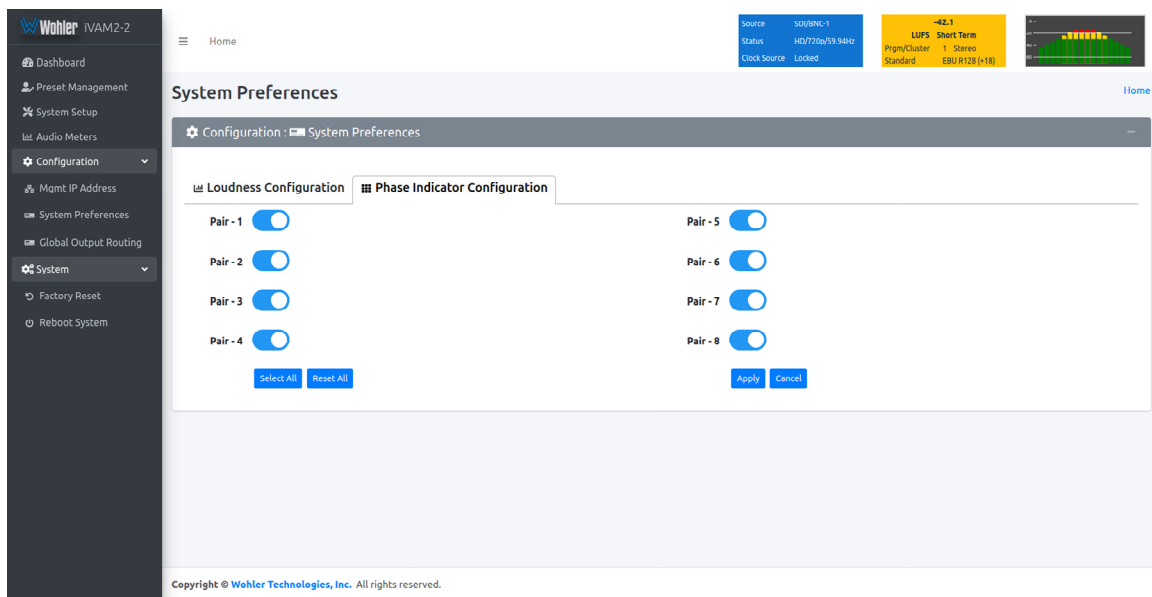 Wohler iVAM2-2
Dashboard
Preset Management
System Setup
Audio Meters
Configuration
Mgmt IP Address
System Preferences
Global Output Routing
System
Factory Reset
Reboot System
Home
Source SDI/BNC-1
Status HD/720p/59.94Hz
Clock Source Locked
-42.1
LUFS Short Term
Prgm/Cluster 1 Stereo
Standard EBU R128 (+18)
System Preferences
Home
Configuration : System Preferences
Loudness Configuration
Phase Indicator Configuration
Pair - 1
Pair - 5
Pair - 2
Pair - 6
Pair - 3
Pair - 7
Pair - 4
Pair - 8
Select All Reset All
Apply Cancel
Copyright © Wohler Technologies, Inc. All rights reserved.